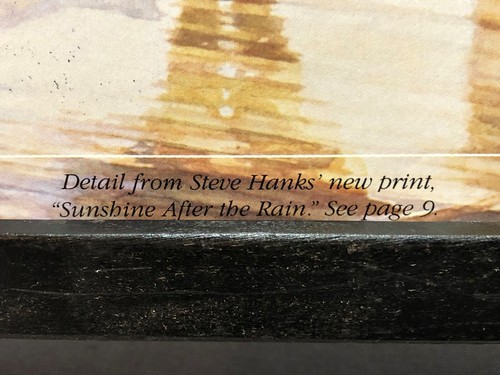 Detail from Steve Hanks' new print,
“Sunshine After the Rain.” See page 9.